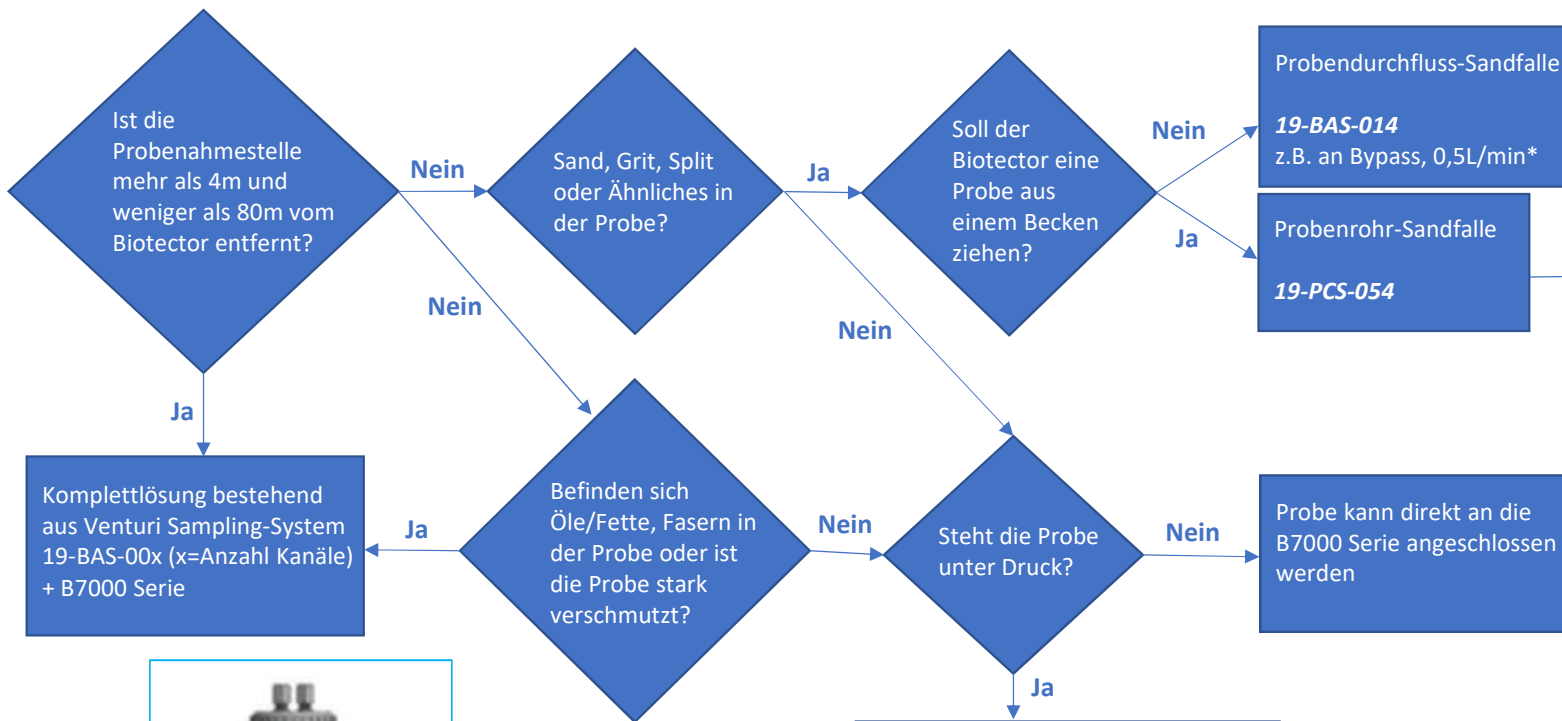 Ist die
Probenahmestelle
mehr als 4m und
weniger als 80m vom
Biotector entfernt?
Nein
Sand, Grit, Split
oder Ähnliches in
der Probe?
Ja
Soll der
Biotector eine
Probe aus
einem Becken
ziehen?
Nein
Probendurchfluss-Sandfalle
19-BAS-014
z.B. an Bypass, 0,5L/min*
Ja
Probenrohr-Sandfalle
19-PCS-054
Nein
Nein
Ja
Komplettlösung bestehend
aus Venturi Sampling-System
19-BAS-00x (x=Anzahl Kanäle)
+ B7000 Serie
Ja
Befinden sich
Öle/Fette, Fasern in
der Probe oder ist
die Probe stark
verschmutzt?
Nein
Steht die Probe
unter Druck?
Nein
Probe kann direkt an die
B7000 Serie angeschlossen
werden
Ja